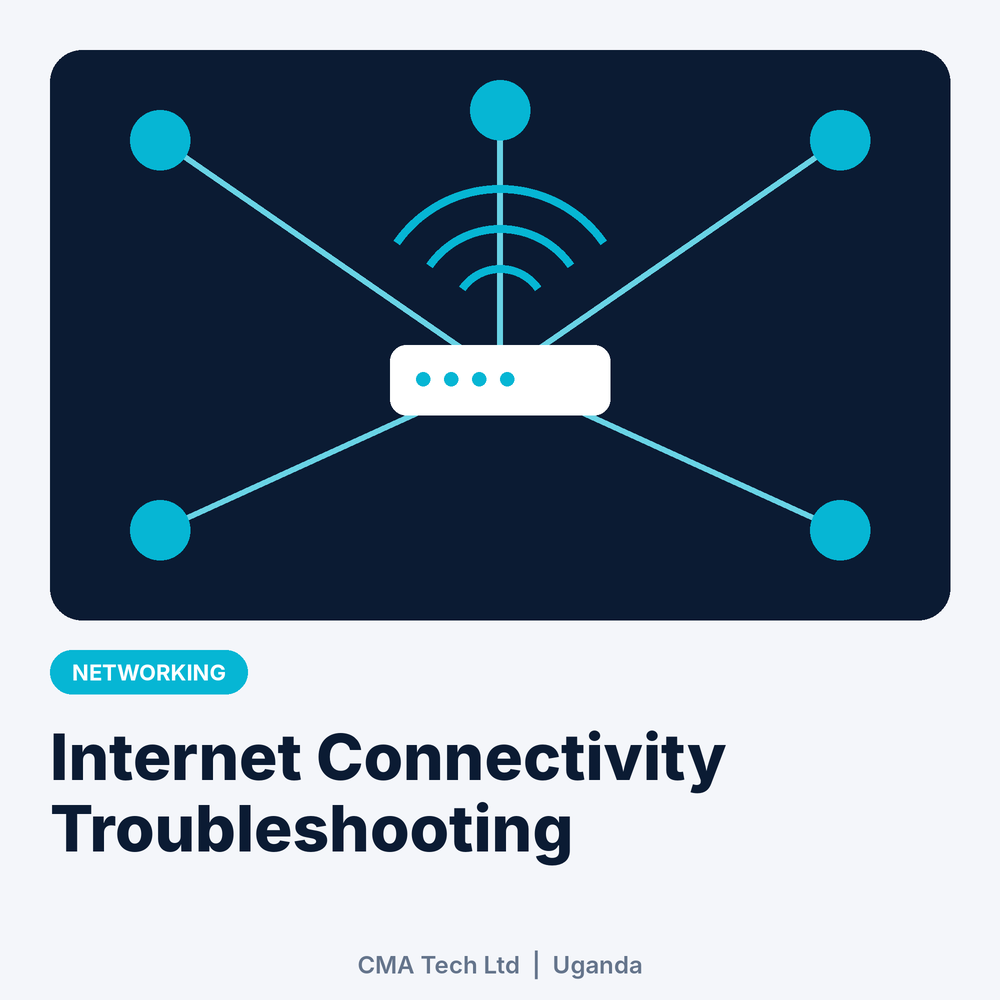 NETWORKING
Internet Connectivity
Troubleshooting
CMA Tech Ltd | Uganda